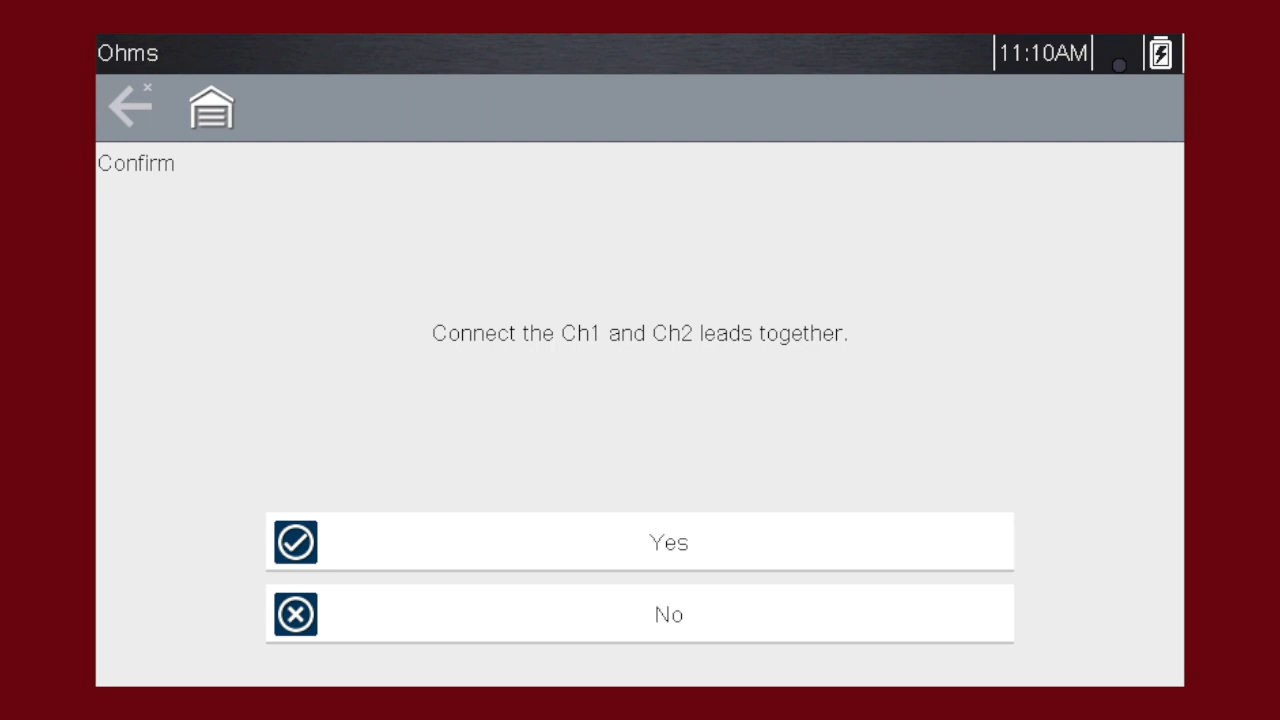 Ohms
11:10AM
Confirm
Connect the Ch1 and Ch2 leads together.
Yes
No